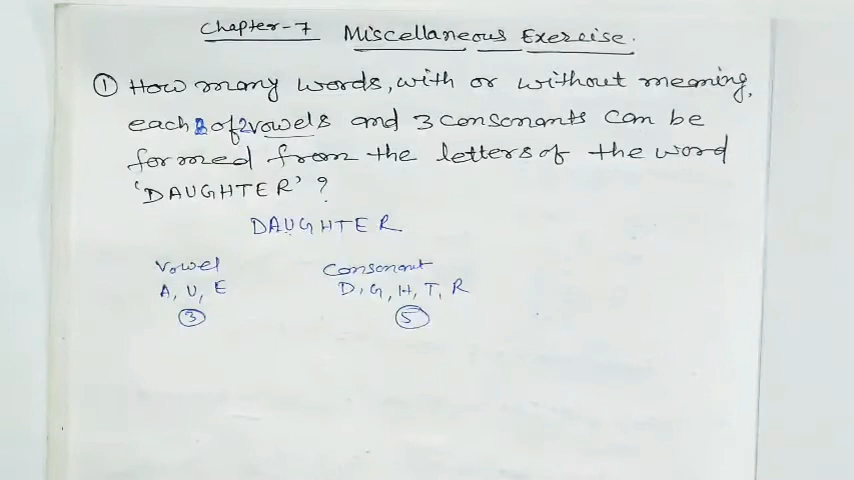 Chapter-7 Miscellaneous Exercise.
① How many words, with or without meaning,
each of 2 vowels and 3 consonants can be
formed from the letters of the word
'DAUGHTER' ?
DAUGHTER
Vowel Consonant
A, U, E D, G, H, T, R
③ ⑤